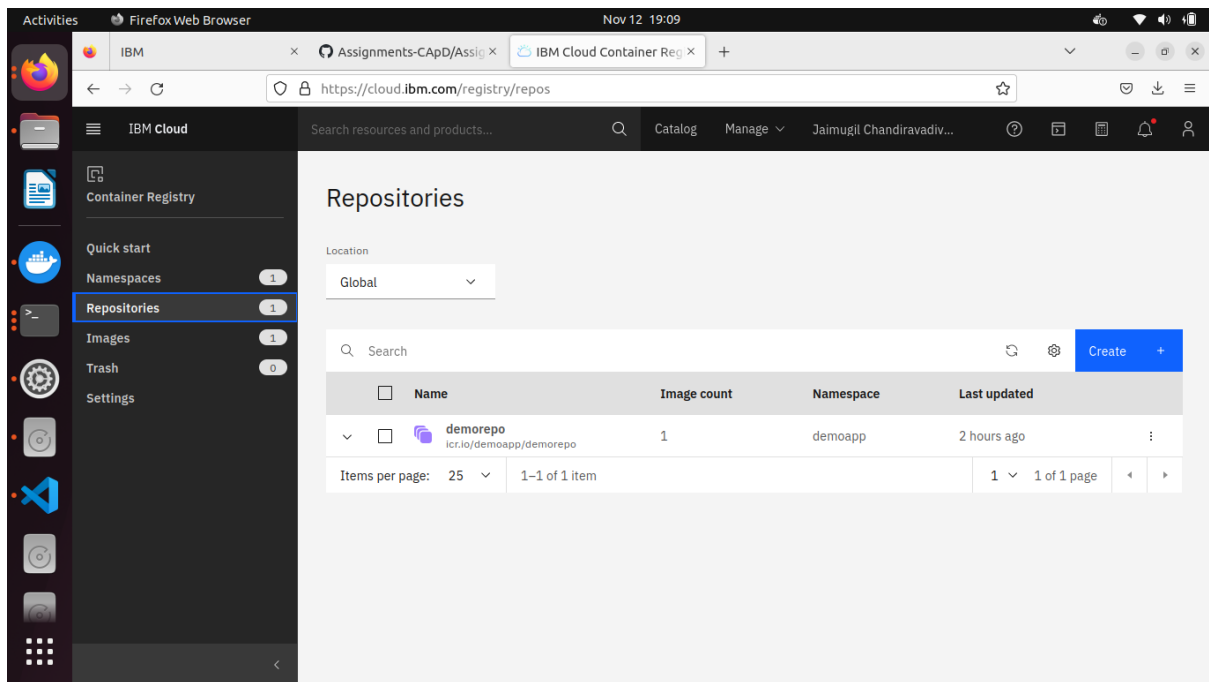 Activities Firefox Web Browser Nov 12 19:09
IBM × Assignments-CApD/Assig × IBM Cloud Container Reg × +
https://cloud.ibm.com/registry/repos
IBM Cloud Search resources and products... Catalog Manage Jaimugil Chandiravadiv...
Container Registry
Quick start
Namespaces 1
Repositories 1
Images 1
Trash 0
Settings
Repositories
Location
Global
Search Create +
Name Image count Namespace Last updated
demorepo 1 demoapp 2 hours ago
icr.io/demoapp/demorepo
Items per page: 25 1–1 of 1 item 1 1 of 1 page